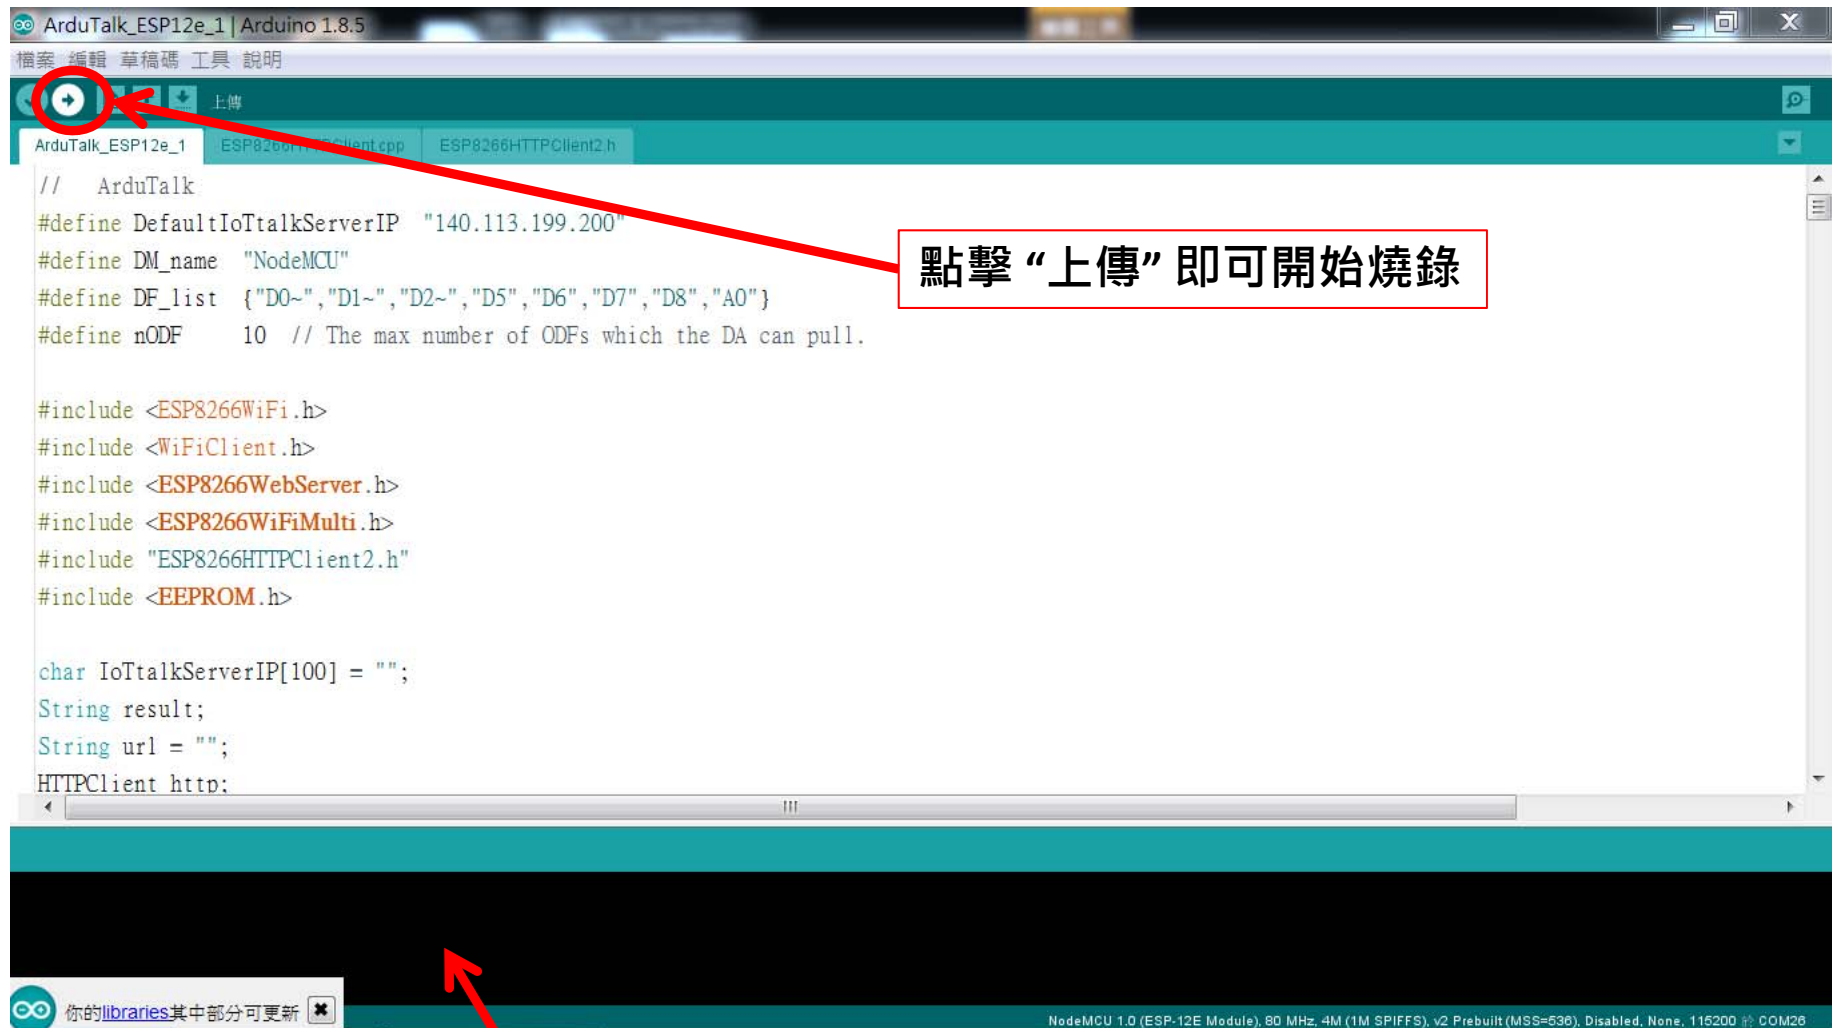 ArduTalk_ESP12e_1 | Arduino 1.8.5
檔案 編輯 草稿碼 工具 說明
上傳
ArduTalk_ESP12e_1 ESP8266HTTPClient.cpp ESP8266HTTPClient2.h
//   ArduTalk
#define DefaultIoTtalkServerIP  "140.113.199.200"
#define DM_name  "NodeMCU"
#define DF_list  {"D0~","D1~","D2~","D5","D6","D7","D8","A0"}
#define nODF     10  // The max number of ODFs which the DA can pull.
點擊 “上傳” 即可開始燒錄
#include <ESP8266WiFi.h>
#include <WiFiClient.h>
#include <ESP8266WebServer.h>
#include <ESP8266WiFiMulti.h>
#include "ESP8266HTTPClient2.h"
#include <EEPROM.h>
char IoTtalkServerIP[100] = "";
String result;
String url = "";
HTTPClient http;
你的libraries其中部分可更新
NodeMCU 1.0 (ESP-12E Module), 80 MHz, 4M (1M SPIFFS), v2 Prebuilt (MSS=536), Disabled, None, 115200 於 COM26